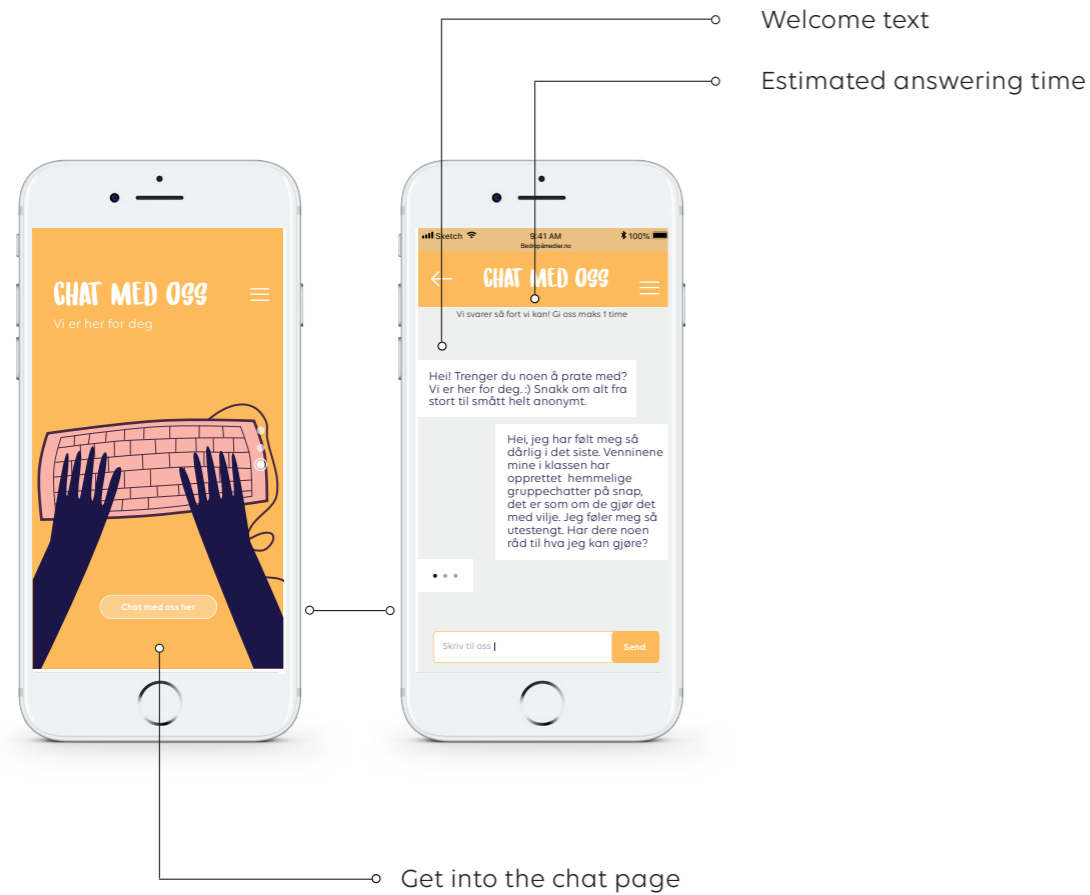 Welcome text
Estimated answering time
CHAT MED OSS
Vi er her for deg
Chat med oss her
Sketch 9:41 AM 100%
Bedrepåmedier.no
CHAT MED OSS
Vi svarer så fort vi kan! Gi oss maks 1 time
Hei! Trenger du noen å prate med?
Vi er her for deg. :) Snakk om alt fra
stort til smått helt anonymt.
Hei, jeg har følt meg så
dårlig i det siste. Venninene
mine i klassen har
opprettet hemmelige
gruppechatter på snap,
det er som om de gjør det
med vilje. Jeg føler meg så
utestengt. Har dere noen
råd til hva jeg kan gjøre?
Skriv til oss
Send
Get into the chat page